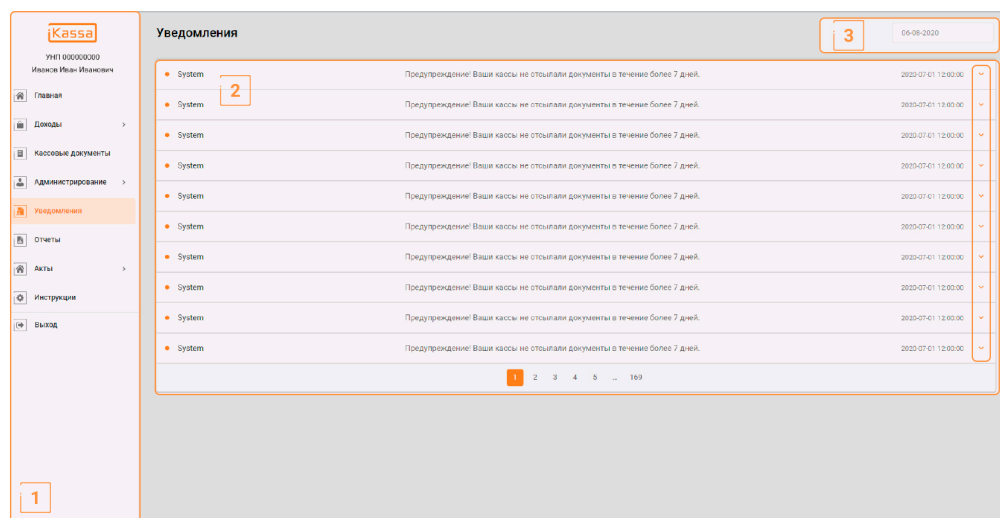 iKassa
УНП 000000000
Иванов Иван Иванович
Главная
Доходы
Кассовые документы
Администрирование
Уведомления
Отчеты
Акты
Инструкции
Выход
1
Уведомления
3
06-08-2020
2
System Предупреждение! Ваши кассы не отсылали документы в течение более 7 дней. 2020-07-01 12:00:00
System Предупреждение! Ваши кассы не отсылали документы в течение более 7 дней. 2020-07-01 12:00:00
System Предупреждение! Ваши кассы не отсылали документы в течение более 7 дней. 2020-07-01 12:00:00
System Предупреждение! Ваши кассы не отсылали документы в течение более 7 дней. 2020-07-01 12:00:00
System Предупреждение! Ваши кассы не отсылали документы в течение более 7 дней. 2020-07-01 12:00:00
System Предупреждение! Ваши кассы не отсылали документы в течение более 7 дней. 2020-07-01 12:00:00
System Предупреждение! Ваши кассы не отсылали документы в течение более 7 дней. 2020-07-01 12:00:00
System Предупреждение! Ваши кассы не отсылали документы в течение более 7 дней. 2020-07-01 12:00:00
System Предупреждение! Ваши кассы не отсылали документы в течение более 7 дней. 2020-07-01 12:00:00
System Предупреждение! Ваши кассы не отсылали документы в течение более 7 дней. 2020-07-01 12:00:00
1 2 3 4 5 ... 169